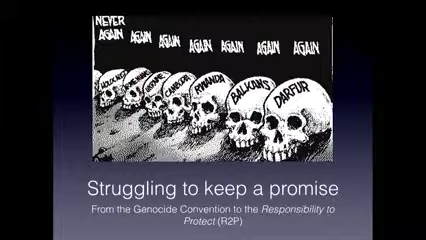 NEVER
AGAIN AGAIN AGAIN AGAIN AGAIN AGAIN AGAIN
HOLOCAUST
ARMENIANS
CAMBODIA
RWANDA
BALKANS
DARFUR
Struggling to keep a promise
From the Genocide Convention to the Responsibility to
Protect (R2P)